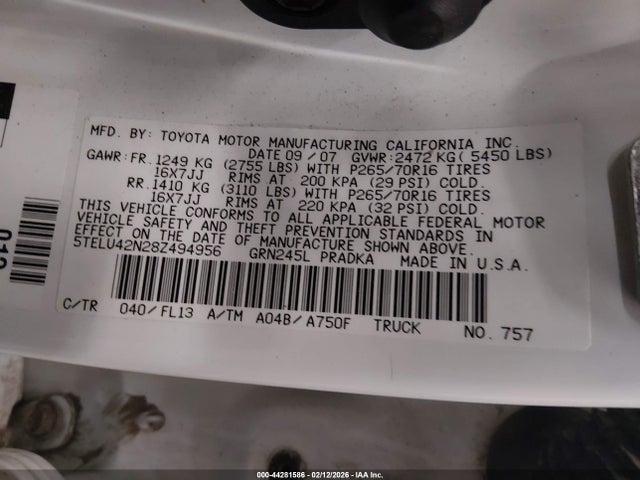 MFD. BY: TOYOTA MOTOR MANUFACTURING CALIFORNIA INC.
DATE 09/07 GVWR: 2472 KG( 5450 LBS)
GAWR: FR. 1249 KG (2755 LBS) WITH P265/70R16 TIRES
16X7JJ RIMS AT 200 KPA (29 PSI) COLD.
RR. 1410 KG (3110 LBS) WITH P265/70R16 TIRES
16X7JJ RIMS AT 220 KPA (32 PSI) COLD.
THIS VEHICLE CONFORMS TO ALL APPLICABLE FEDERAL MOTOR
VEHICLE SAFETY AND THEFT PREVENTION STANDARDS IN
EFFECT ON THE DATE OF MANUFACTURE SHOWN ABOVE.
5TELU42N28Z494956 GRN245L PRADKA MADE IN U.S.A.
C/TR 040/FL13 A/TM A04B/A750F TRUCK NO. 757
000-44281586 - 02/12/2026 - IAA Inc.